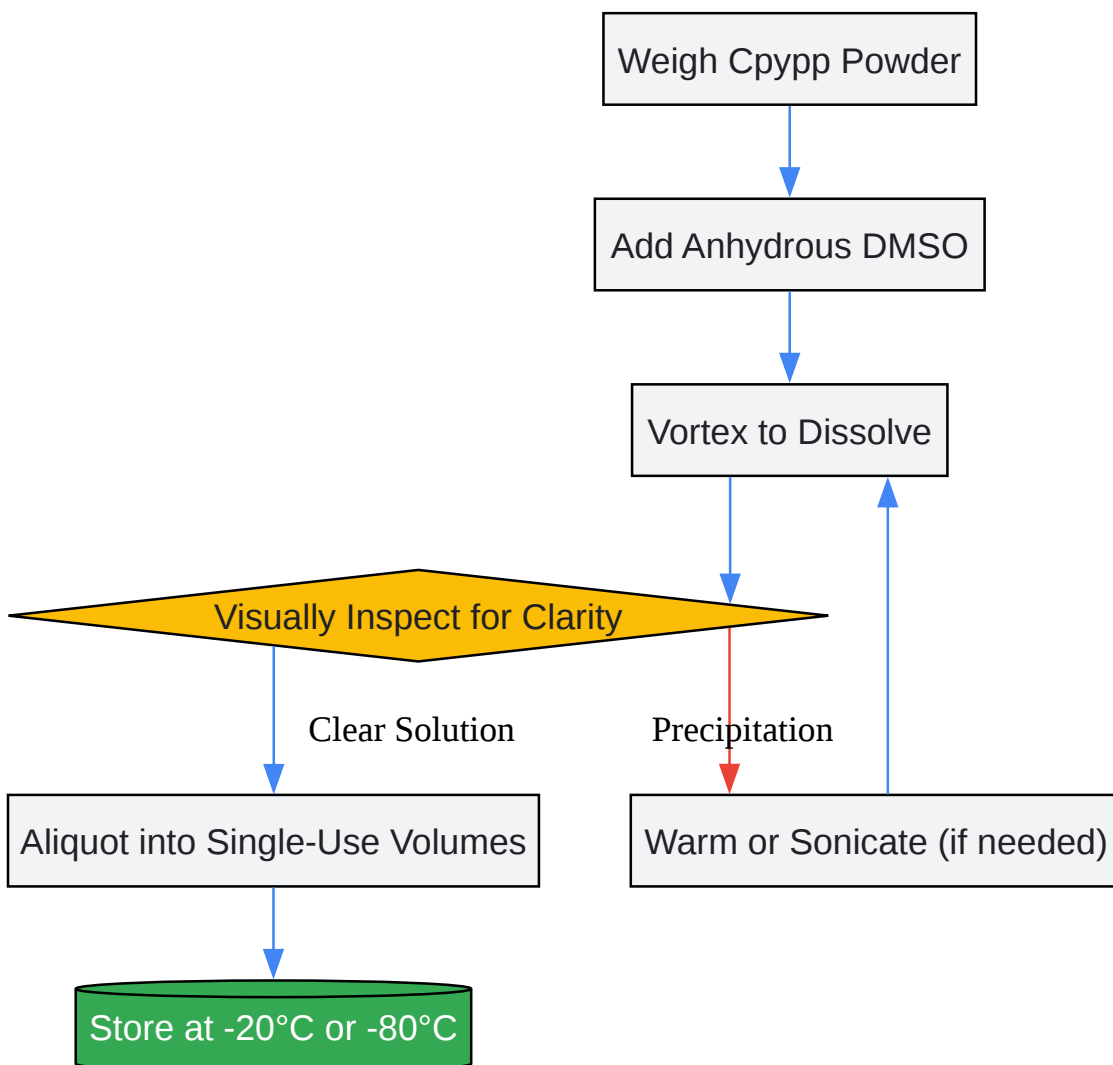 Weigh Cpypp Powder
Add Anhydrous DMSO
Vortex to Dissolve
Visually Inspect for Clarity
Clear Solution
Precipitation
Aliquot into Single-Use Volumes
Warm or Sonicate (if needed)
Store at -20°C or -80°C